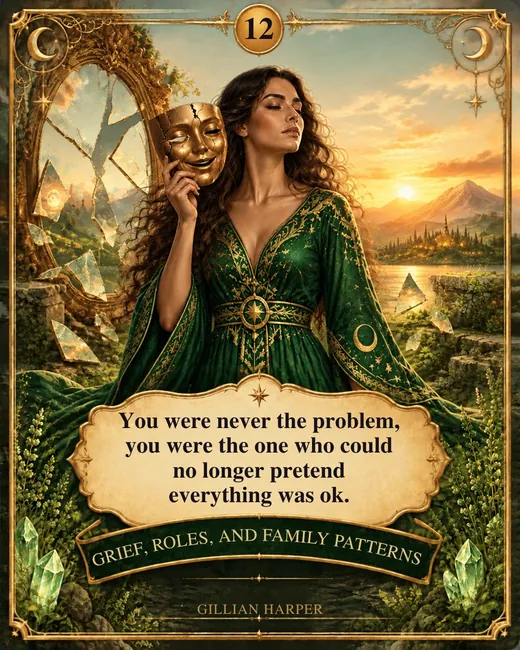 12
You were never the problem,
you were the one who could
no longer pretend
everything was ok.
GRIEF, ROLES, AND FAMILY PATTERNS
GILLIAN HARPER